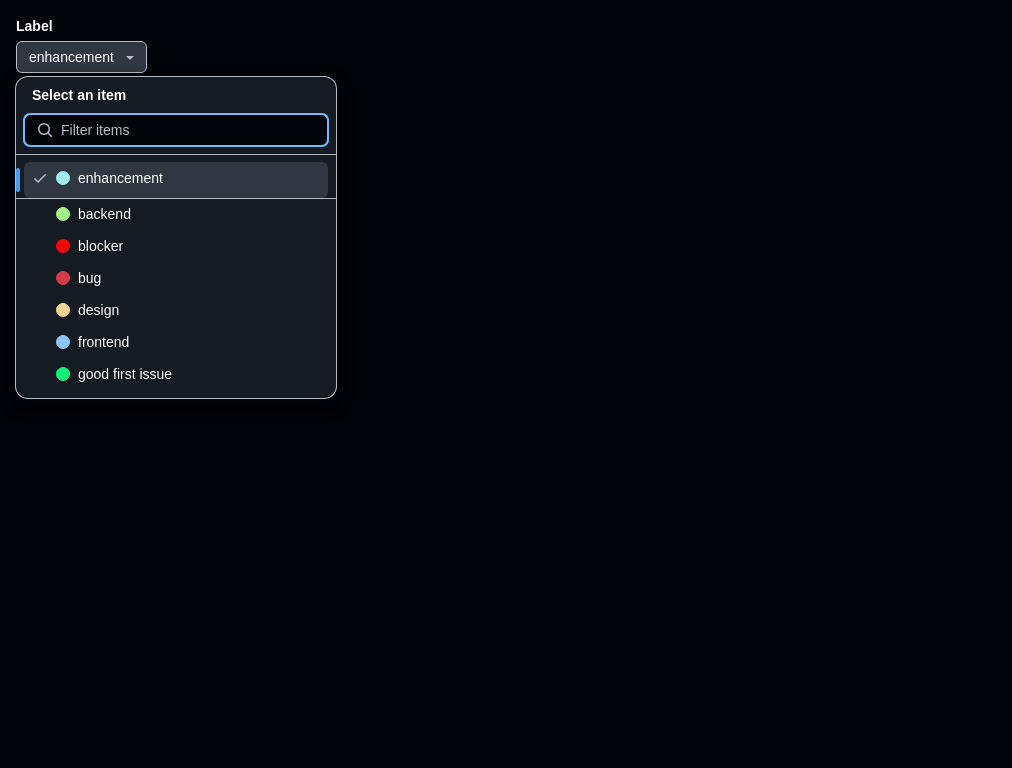 Label
enhancement
Select an item
Filter items
enhancement
backend
blocker
bug
design
frontend
good first issue